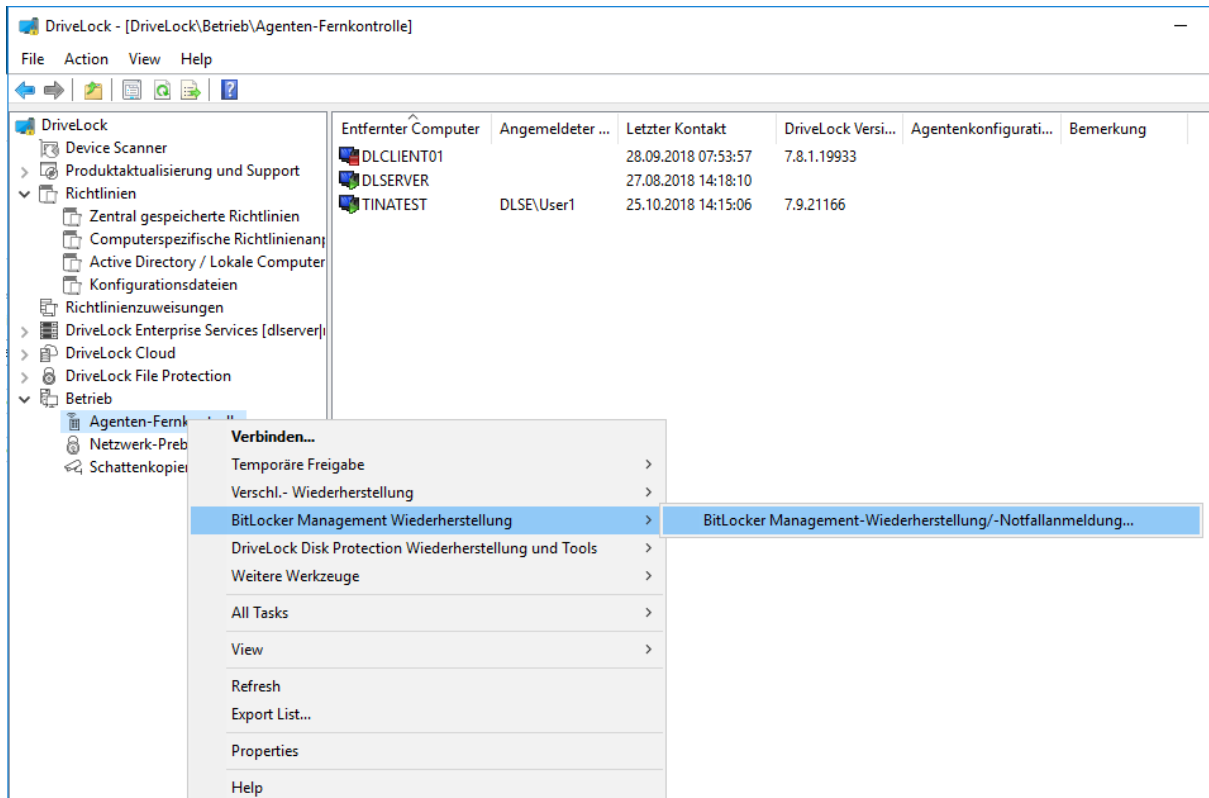 DriveLock - [DriveLock\Betrieb\Agenten-Fernkontrolle]
File Action View Help
DriveLock
Device Scanner
Produktaktualisierung und Support
Richtlinien
Zentral gespeicherte Richtlinien
Computerspezifische Richtlinienanp
Active Directory / Lokale Computer
Konfigurationsdateien
Richtlinienzuweisungen
DriveLock Enterprise Services [dlserver|
DriveLock Cloud
DriveLock File Protection
Betrieb
Agenten-Fernk
Netzwerk-Preb
Schattenkopier
Entfernter Computer Angemeldeter ... Letzter Kontakt DriveLock Versi... Agentenkonfigurati... Bemerkung
DLCLIENT01 28.09.2018 07:53:57 7.8.1.19933
DLSERVER 27.08.2018 14:18:10
TINATEST DLSE\User1 25.10.2018 14:15:06 7.9.21166
Verbinden...
Temporäre Freigabe
Verschl.- Wiederherstellung
BitLocker Management Wiederherstellung
BitLocker Management-Wiederherstellung/-Notfallanmeldung...
DriveLock Disk Protection Wiederherstellung und Tools
Weitere Werkzeuge
All Tasks
View
Refresh
Export List...
Properties
Help